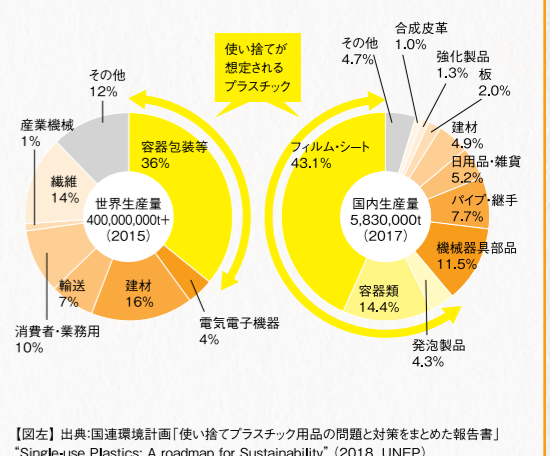 使い捨てが
想定される
プラスチック
その他
12%
産業機械
1%
繊維
14%
輸送
7%
消費者・業務用
10%
建材
16%
電気電子機器
4%
容器包装等
36%
世界生産量
400,000,000t+
(2015)
その他
4.7%
合成皮革
1.0%
強化製品
1.3%
板
2.0%
建材
4.9%
日用品・雑貨
5.2%
パイプ・継手
7.7%
機械器具部品
11.5%
発泡製品
4.3%
容器類
14.4%
フィルム・シート
43.1%
国内生産量
5,830,000t
(2017)
【図左】 出典:国連環境計画「使い捨てプラスチック用品の問題と対策をまとめた報告書」
“Single-use Plastics: A roadmap for Sustainability” (2018, UNEP)